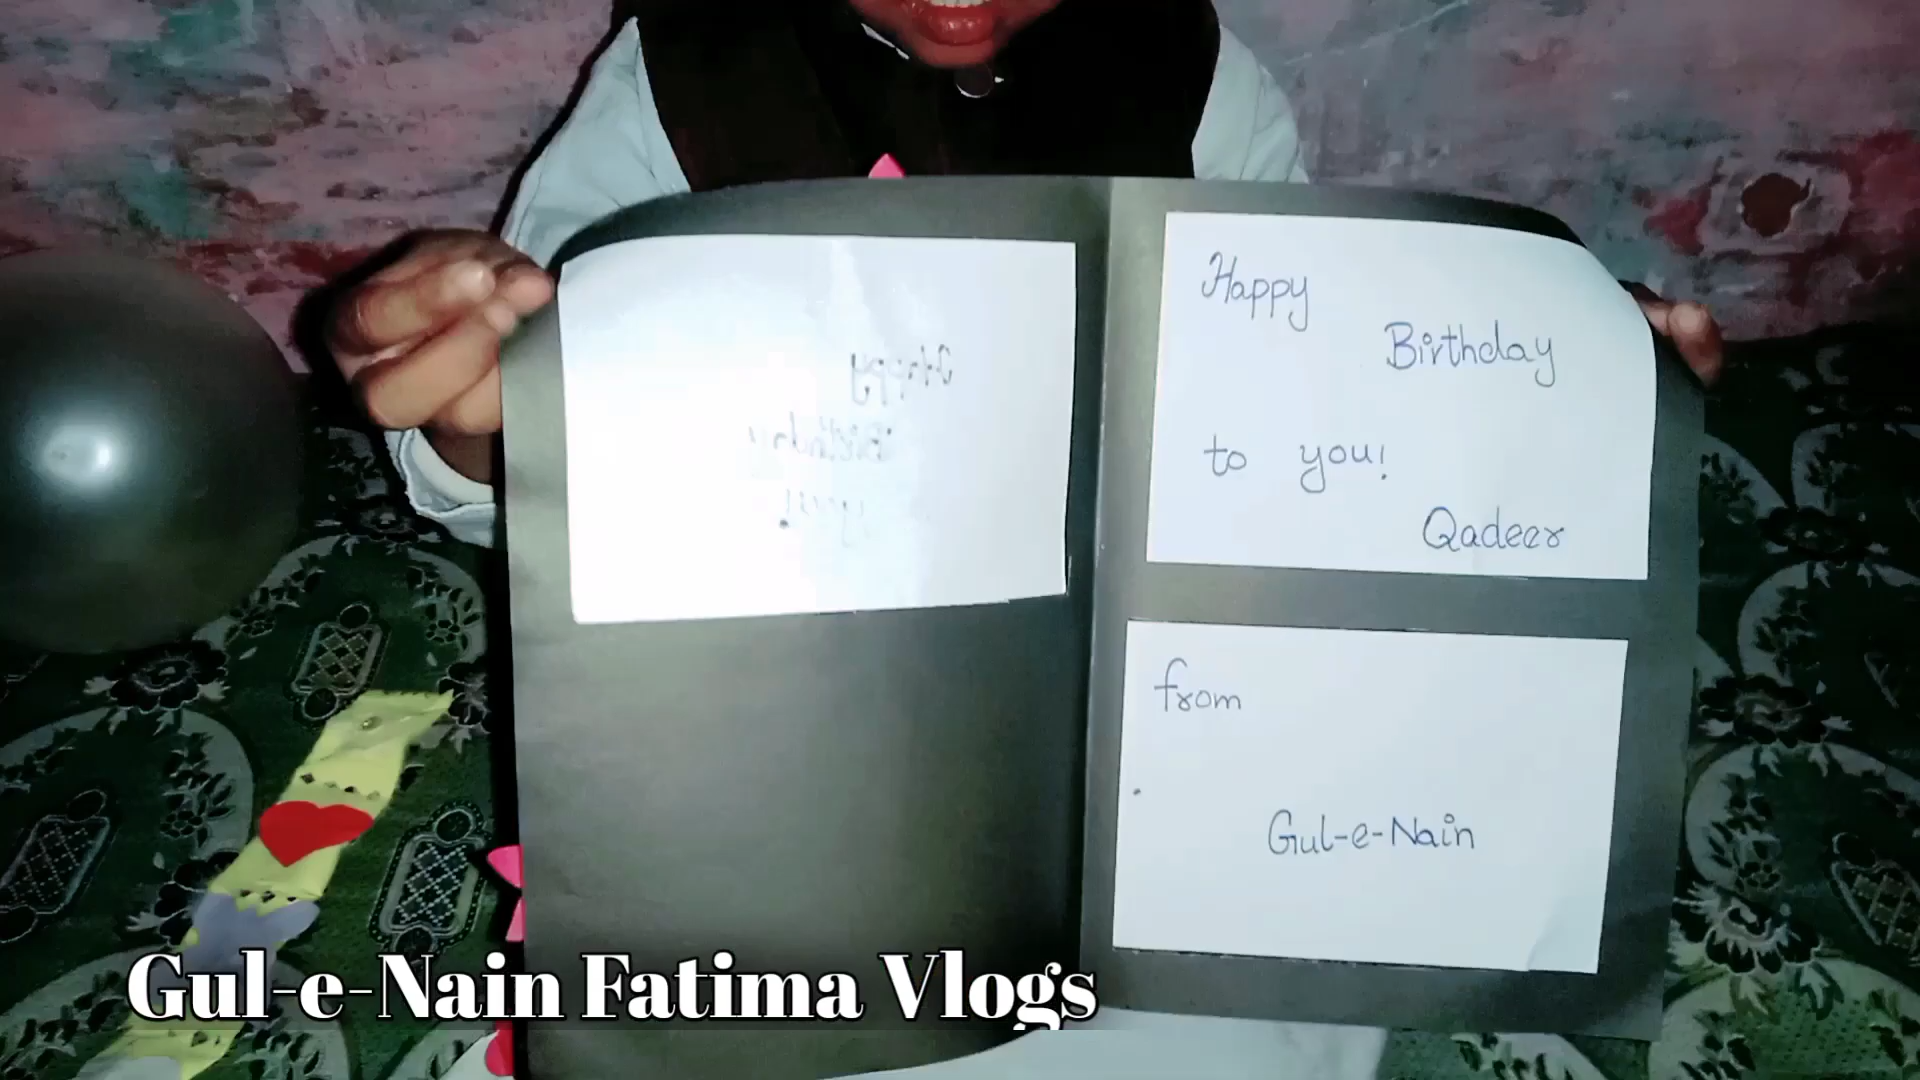 Happy
Birthday
to you!
Qadeer
from
Gul-e-Nain
Gul-e-Nain Fatima Vlogs